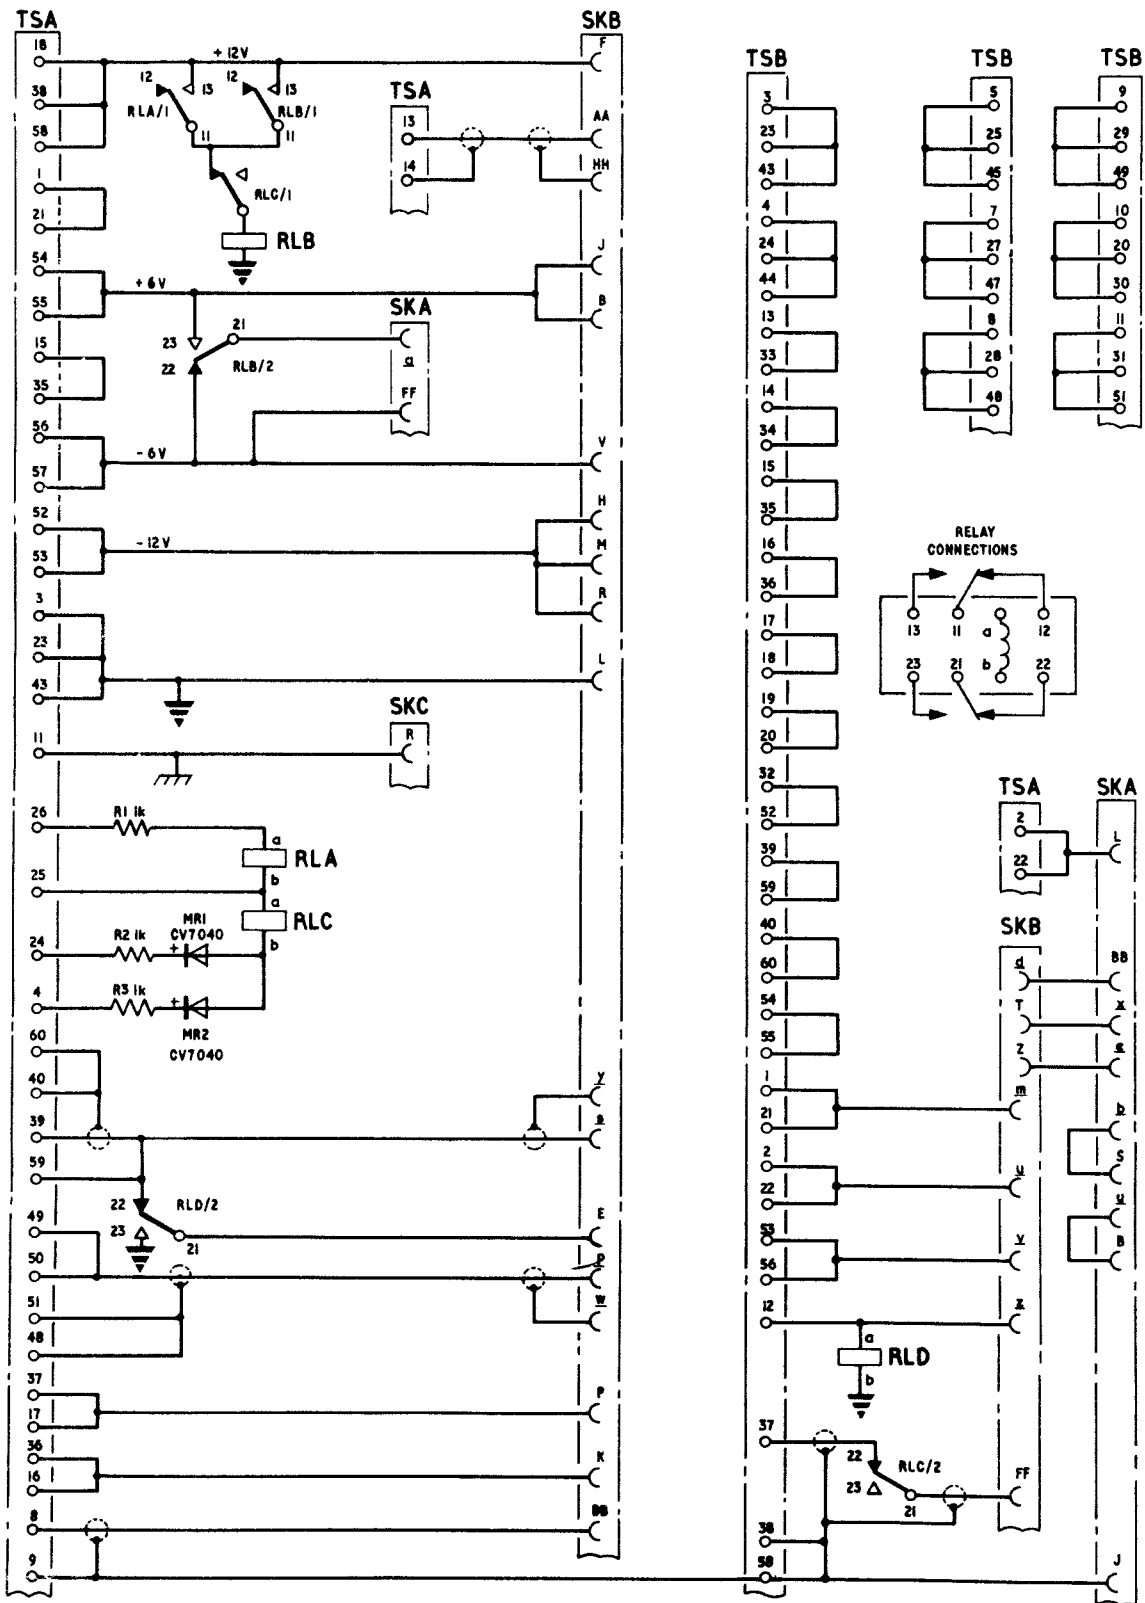 TSA
18
38
58
1
21
54
55
15
35
56
57
52
53
3
23
43
11
26
25
24
4
60
40
39
59
49
50
51
48
37
17
36
16
8
9
+12V
12
13
RLA/1
11
12
13
RLB/1
11
RLC/1
RLB
+6V
23
22
21
RLB/2
-6V
-12V
TSA
13
14
SKA
a
FF
SKC
R
R1 1k
a
RLA
b
a
RLC
b
R2 1k
+
MR1
CV7040
R3 1k
+
MR2
CV7040
22
RLD/2
23
21
SKB
F
AA
HH
J
B
V
H
M
R
L
y
s
E
p
w
P
K
BB
TSB
3
23
43
4
24
44
13
33
14
34
15
35
16
36
17
18
19
20
32
52
39
59
40
60
54
55
1
21
2
22
53
56
12
37
38
58
a
RLD
b
22
RLC/2
23
21
TSB
5
25
45
7
27
47
8
28
48
TSB
9
29
49
10
20
30
11
31
51
RELAY
CONNECTIONS
13
11
a
12
23
21
b
22
TSA
2
22
SKB
d
T
Z
m
u
v
z
FF
SKA
L
BB
x
e
b
S
u
B
J